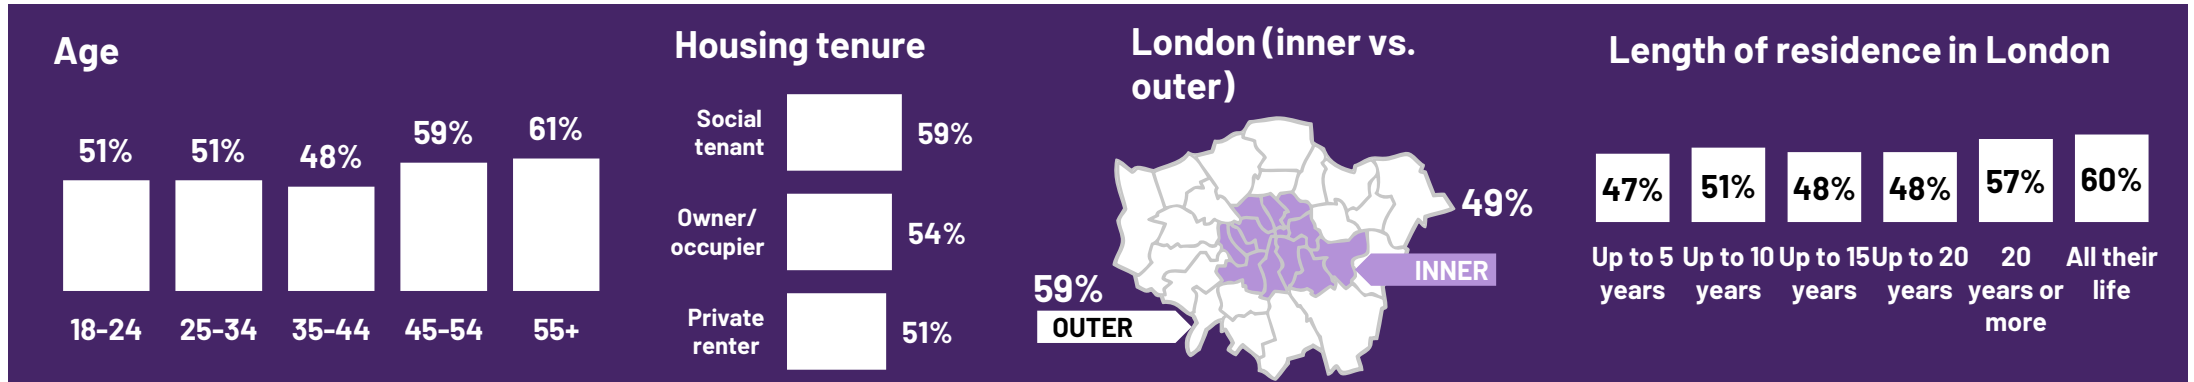 Age
51%
51%
48%
59%
61%
18-24
25-34
35-44
45-54
55+
Housing tenure
Social
tenant
59%
Owner/
occupier
54%
Private
renter
51%
London (inner vs.
outer)
49%
INNER
59%
OUTER
Length of residence in London
47%
51%
48%
48%
57%
60%
Up to 5
years
Up to 10
years
Up to 15
years
Up to 20
years
20
years or
more
All their
life